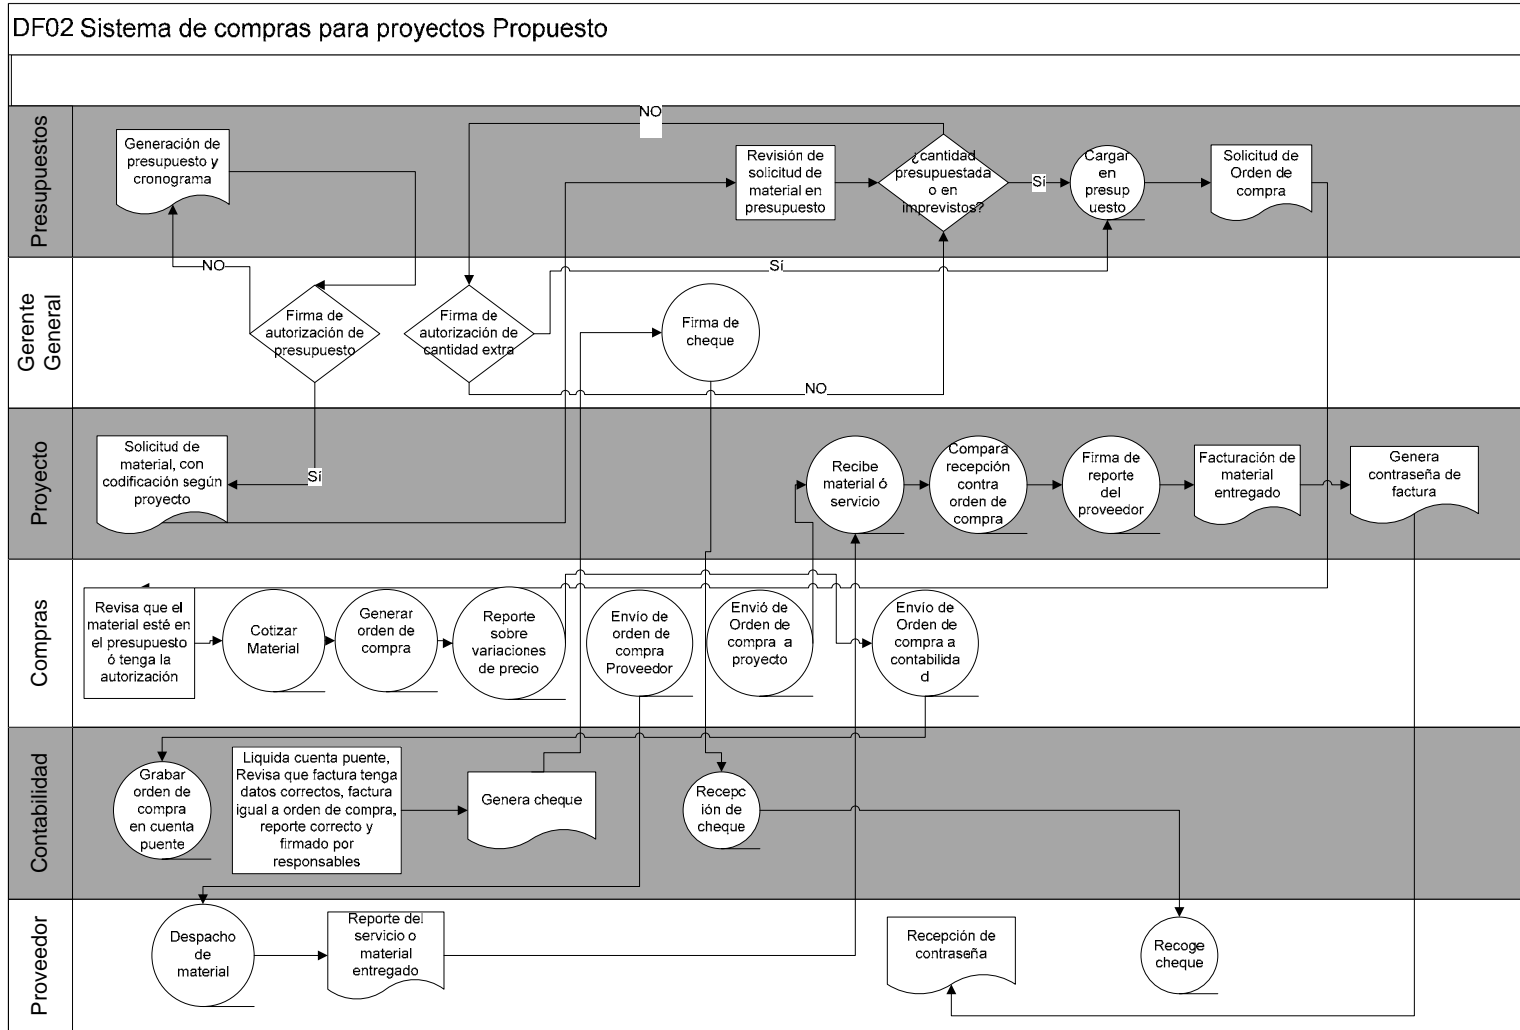 DF02 Sistema de compras para proyectos Propuesto
Presupuestos
Generación de
presupuesto y
cronograma
NO
Revisión de
solicitud de
material en
presupuesto
¿cantidad
presupuestada
o en
imprevistos?
Sí
Cargar
en
presup
uesto
Solicitud de
Orden de
compra
NO
Sí
Gerente
General
Firma de
autorización de
presupuesto
Firma de
autorización de
cantidad extra
Firma de
cheque
NO
Proyecto
Solicitud de
material, con
codificación según
proyecto
Sí
Recibe
material ó
servicio
Compara
recepción
contra
orden de
compra
Firma de
reporte
del
proveedor
Facturación de
material
entregado
Genera
contraseña de
factura
Compras
Revisa que el
material esté en
el presupuesto
ó tenga la
autorización
Cotizar
Material
Generar
orden de
compra
Reporte
sobre
variaciones
de precio
Envío de
orden de
compra
Proveedor
Envió de
Orden de
compra a
proyecto
Envío de
Orden de
compra a
contabilida
d
Contabilidad
Grabar
orden de
compra
en cuenta
puente
Liquida cuenta puente,
Revisa que factura tenga
datos correctos, factura
igual a orden de compra,
reporte correcto y
firmado por
responsables
Genera cheque
Recepc
ión de
cheque
Proveedor
Despacho
de
material
Reporte del
servicio o
material
entregado
Recepción de
contraseña
Recoge
cheque